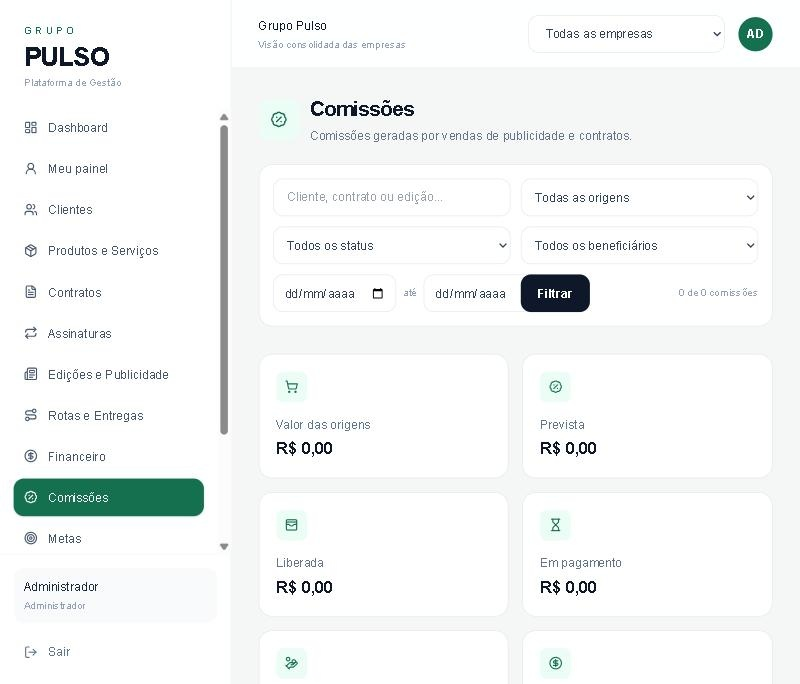 GRUPO
PULSO
Plataforma de Gestão
Dashboard
Meu painel
Clientes
Produtos e Serviços
Contratos
Assinaturas
Edições e Publicidade
Rotas e Entregas
Financeiro
Comissões
Metas
Administrador
Administrador
Sair
Grupo Pulso
Visão consolidada das empresas
Todas as empresas
AD
Comissões
Comissões geradas por vendas de publicidade e contratos.
Cliente, contrato ou edição...
Todas as origens
Todos os status
Todos os beneficiários
dd/mm/aaaa até dd/mm/aaaa Filtrar 0 de 0 comissões
Valor das origens
R$ 0,00
Prevista
R$ 0,00
Liberada
R$ 0,00
Em pagamento
R$ 0,00